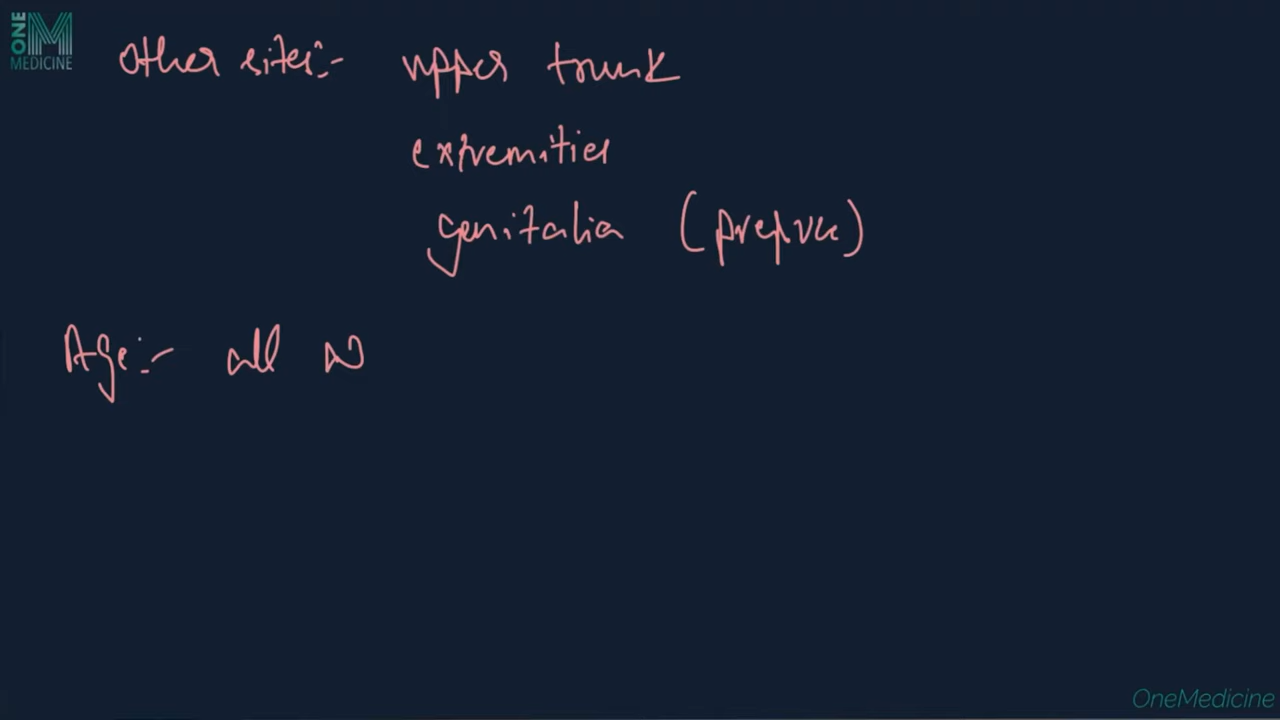 ONE
MEDICINE
Other sites:-  upper trunk
extremities
genitalia (prepuce)
Age:- all
OneMedicine